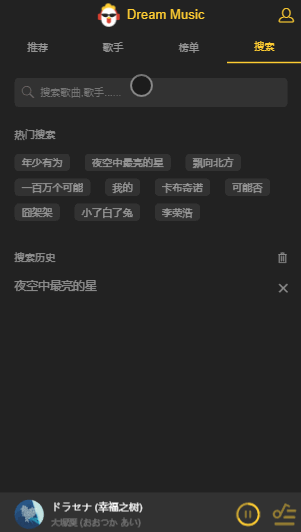 Dream Music
推荐 歌手 榜单 搜索
搜索歌曲,歌手......
热门搜索
年少有为 夜空中最亮的星 飘向北方
一百万个可能 我的 卡布奇诺 可能否
囧架架 小了白了兔 李荣浩
搜索历史
夜空中最亮的星
ドラセナ (幸福之树)
大塚愛 (おおつか あい)